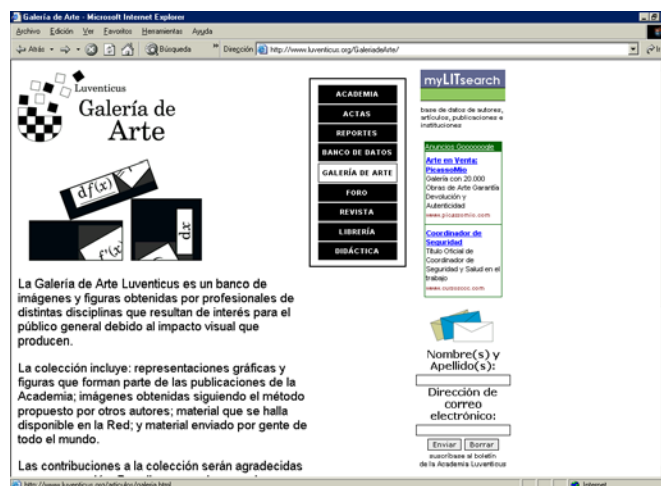 Galería de Arte - Microsoft Internet Explorer
Archivo Edición Ver Favoritos Herramientas Ayuda
Atrás Búsqueda Dirección http://www.luventicus.org/GaleriadeArte/
Luventicus
Galería de
Arte
df(x)
dx
f'(x)
La Galería de Arte Luventicus es un banco de
imágenes y figuras obtenidas por profesionales de
distintas disciplinas que resultan de interés para el
público general debido al impacto visual que
producen.
La colección incluye: representaciones gráficas y
figuras que forman parte de las publicaciones de la
Academia; imágenes obtenidas siguiendo el método
propuesto por otros autores; material que se halla
disponible en la Red; y material enviado por gente de
todo el mundo.
Las contribuciones a la colección serán agradecidas
ACADEMIA
ACTAS
REPORTES
BANCO DE DATOS
GALERÍA DE ARTE
FORO
REVISTA
LIBRERÍA
DIDÁCTICA
myLITsearch
base de datos de autores,
artículos, publicaciones e
instituciones
Anuncios Goooooogle
Arte en Venta:
PicassoMio
Galería con 20.000
Obras de Arte Garantía
Devolución y
Autenticidad
www.picassomio.com
Coordinador de
Seguridad
Título Oficial de
Coordinador de
Seguridad y Salud en el
trabajo
Nombre(s) y
Apellido(s):
Dirección de
correo
electrónico:
Enviar Borrar
suscríbase al boletín
de la Academia Luventicus
http://www.luventicus.org/articulos/galeria.html Internet